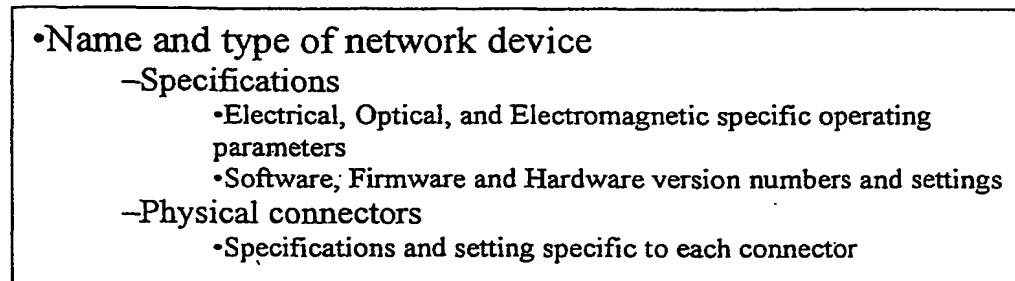 •Name and type of network device
–Specifications
•Electrical, Optical, and Electromagnetic specific operating
parameters
•Software, Firmware and Hardware version numbers and settings
–Physical connectors
•Specifications and setting specific to each connector